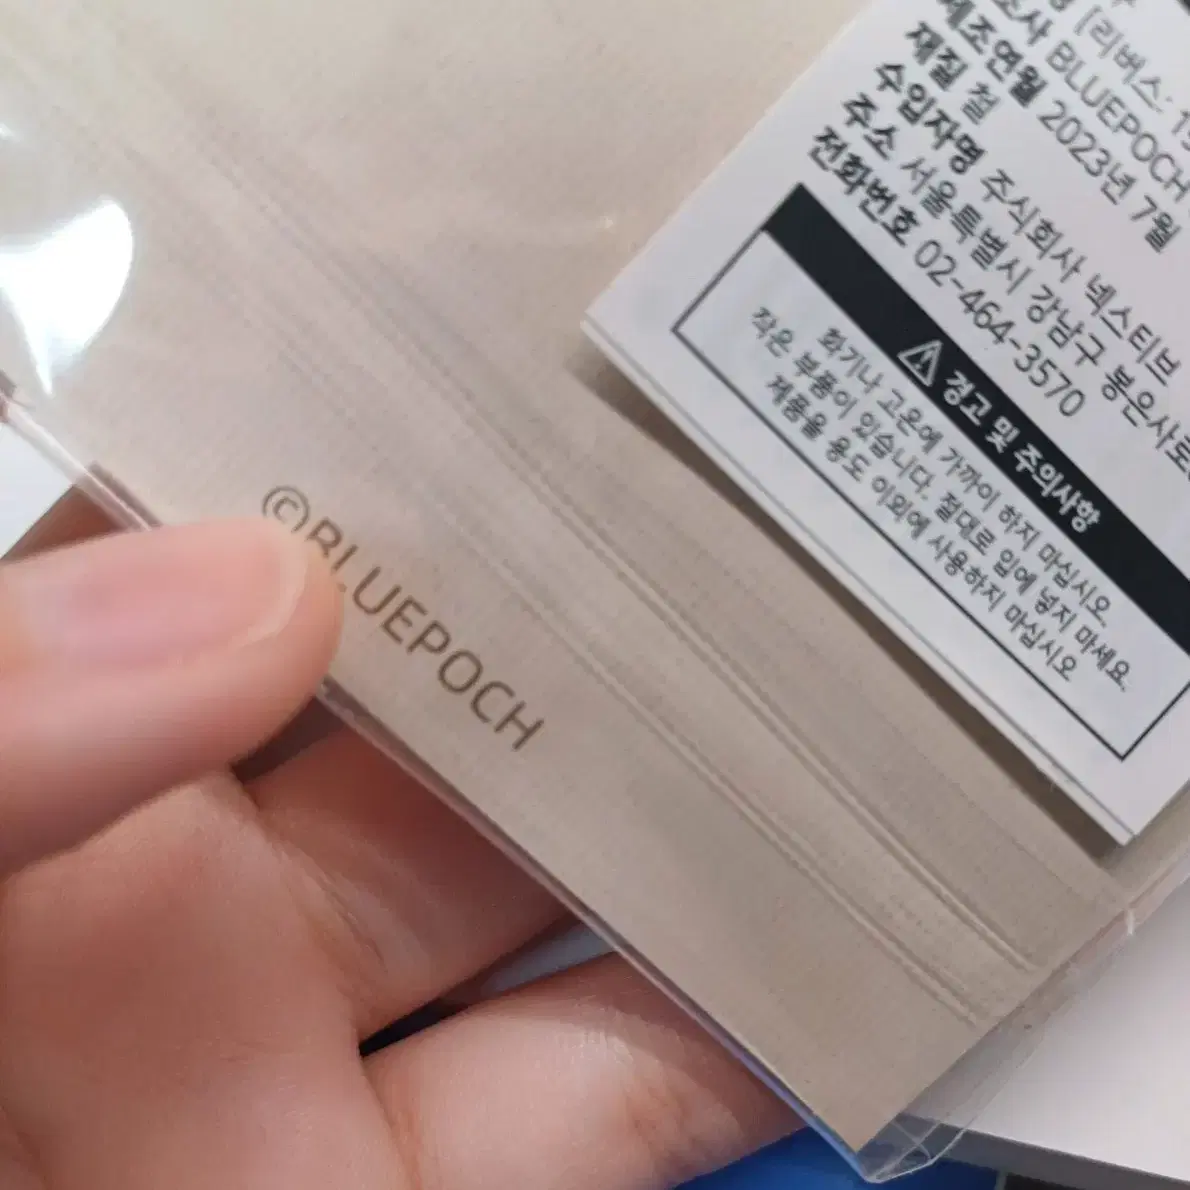 [리버스: 19
조사 BLUEPOCH
제조연월 2023년 7월
재질 철
수입자명 주식회사 넥스티브
주소 서울특별시 강남구 봉은사로
전화번호 02-464-3570
경고 및 주의사항
화기나 고온에 가까이 하지 마십시오.
작은 부품이 있습니다. 절대로 입에 넣지 마세요.
제품을 용도 이외에 사용하지 마십시오
©BLUEPOCH